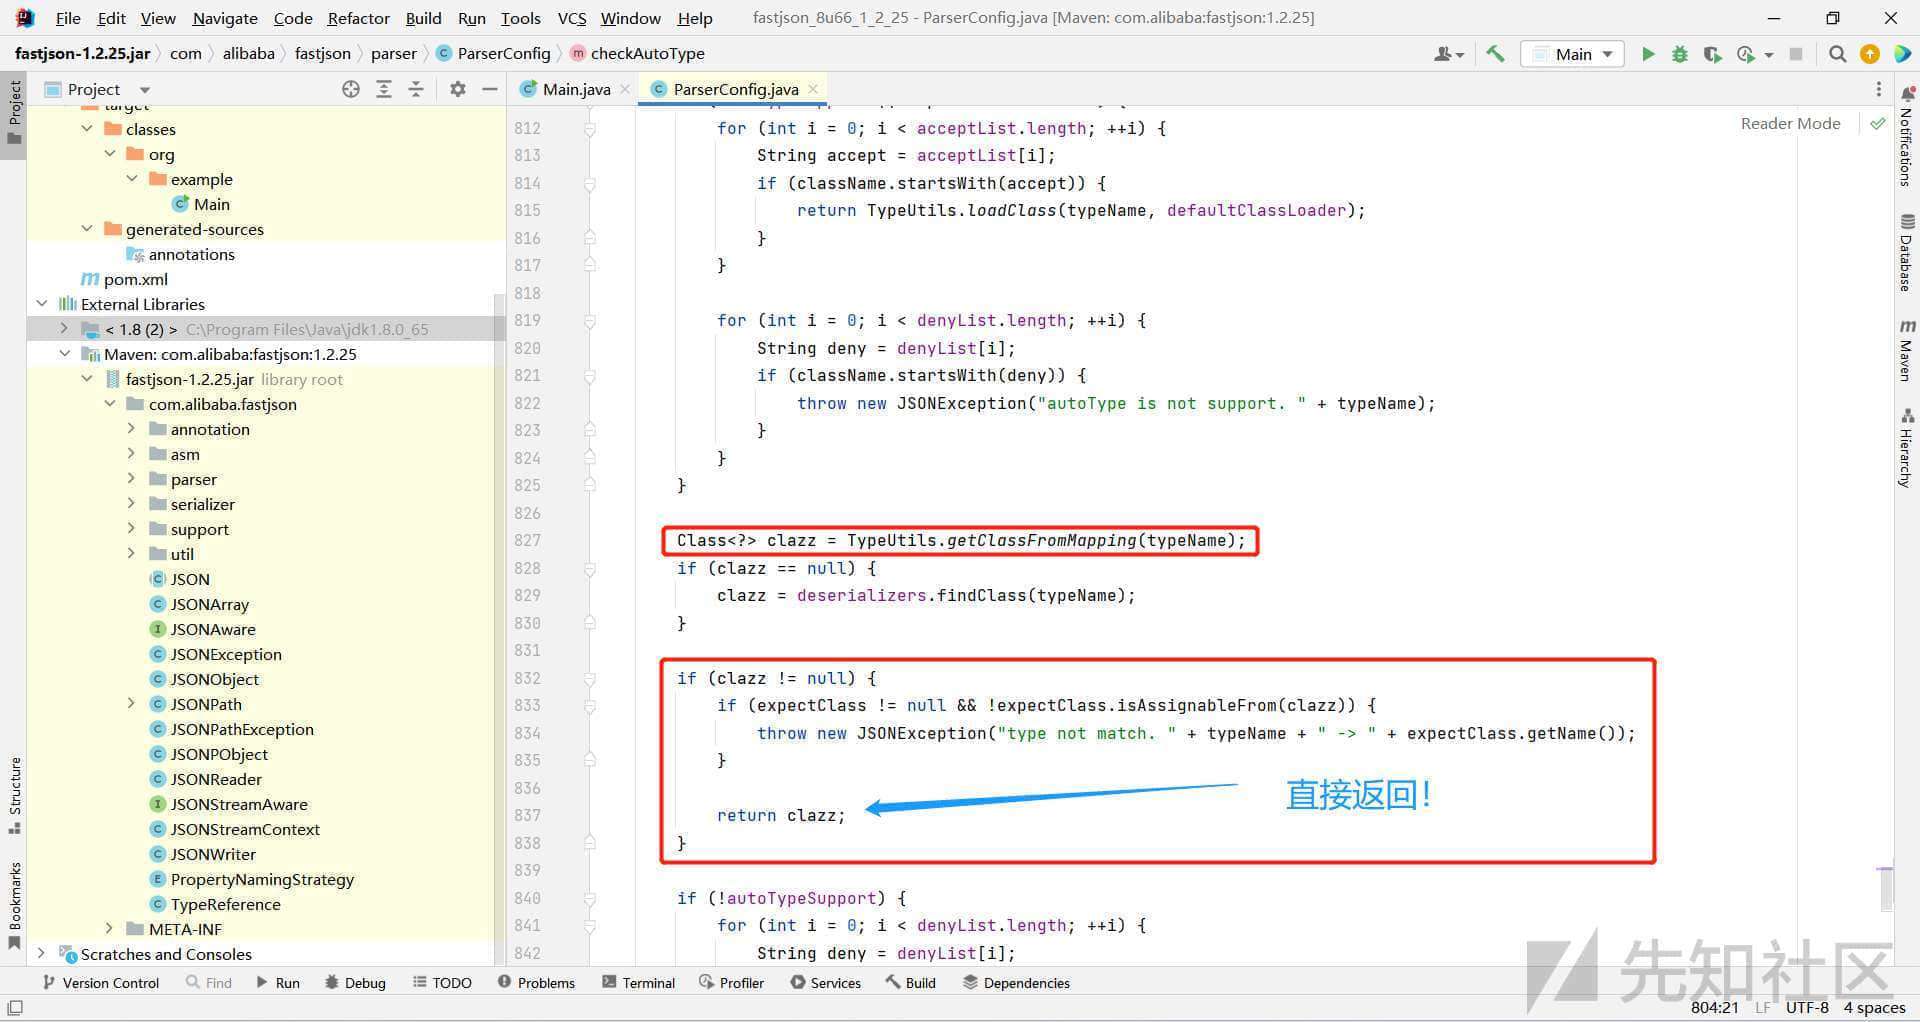 File Edit View Navigate Code Refactor Build Run Tools VCS Window Help fastjson_8u66_1_2_25 - ParserConfig.java [Maven: com.alibaba:fastjson:1.2.25]
fastjson-1.2.25.jar com alibaba fastjson parser ParserConfig checkAutoType Main
Project Main.java ParserConfig.java
Reader Mode
target
classes
org
example
Main
generated-sources
annotations
pom.xml
External Libraries
< 1.8 (2) > C:\Program Files\Java\jdk1.8.0_65
Maven: com.alibaba:fastjson:1.2.25
fastjson-1.2.25.jar library root
com.alibaba.fastjson
annotation
asm
parser
serializer
support
util
JSON
JSONArray
JSONAware
JSONException
JSONObject
JSONPath
JSONPathException
JSONPObject
JSONReader
JSONStreamAware
JSONStreamContext
JSONWriter
PropertyNamingStrategy
TypeReference
META-INF
Scratches and Consoles
812 for (int i = 0; i < acceptList.length; ++i) {
813 String accept = acceptList[i];
814 if (className.startsWith(accept)) {
815 return TypeUtils.loadClass(typeName, defaultClassLoader);
816 }
817 }
818
819 for (int i = 0; i < denyList.length; ++i) {
820 String deny = denyList[i];
821 if (className.startsWith(deny)) {
822 throw new JSONException("autoType is not support. " + typeName);
823 }
824 }
825 }
826
827 Class<?> clazz = TypeUtils.getClassFromMapping(typeName);
828 if (clazz == null) {
829 clazz = deserializers.findClass(typeName);
830 }
831
832 if (clazz != null) {
833 if (expectClass != null && !expectClass.isAssignableFrom(clazz)) {
834 throw new JSONException("type not match. " + typeName + " -> " + expectClass.getName());
835 }
836
直接返回！
837 return clazz;
838 }
839
840 if (!autoTypeSupport) {
841 for (int i = 0; i < denyList.length; ++i) {
842 String deny = denyList[i];
Project
Structure
Bookmarks
Notifications
Database
Maven
Hierarchy
Version Control Find Run Debug TODO Problems Terminal Profiler Services Build Dependencies
804:21 LF UTF-8 4 spaces
先知社区